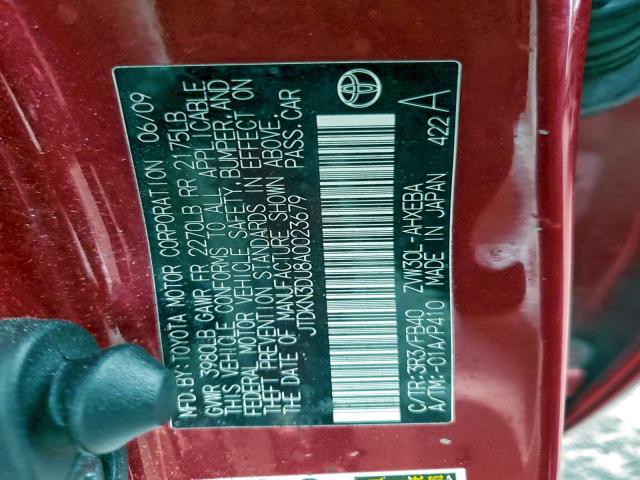 MFD.BY: TOYOTA MOTOR CORPORATION 06/09
GVWR 3980LB GAWR FR 2270LB RR 2175LB
THIS VEHICLE CONFORMS TO ALL APPLICABLE
FEDERAL MOTOR VEHICLE SAFETY, BUMPER, AND
THEFT PREVENTION STANDARDS IN EFFECT ON
THE DATE OF MANUFACTURE SHOWN ABOVE.
JTDKN3DU8A0023679 PASS. CAR
C/TR:3R3/FB40 ZVW30L-AHXEBA
A/TM:-01A/P410 MADE IN JAPAN 422 A